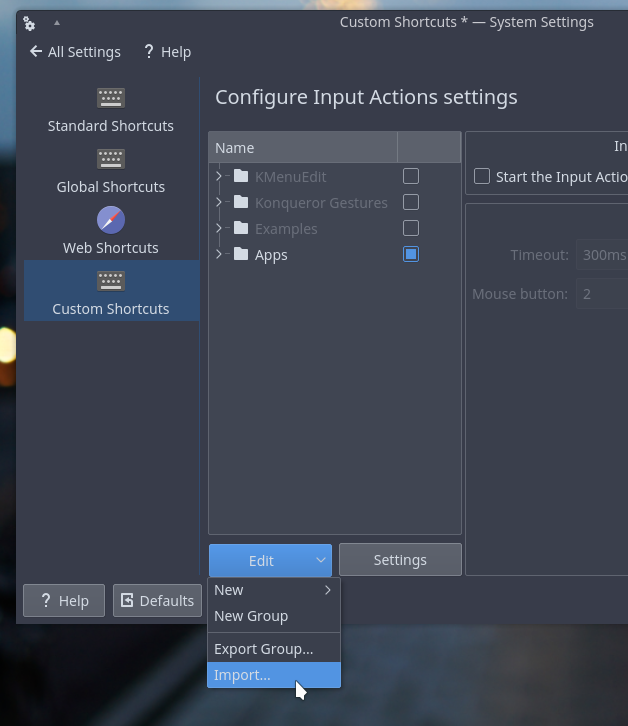 Custom Shortcuts * — System Settings
All Settings
? Help
Standard Shortcuts
Global Shortcuts
Web Shortcuts
Custom Shortcuts
Configure Input Actions settings
Name
KMenuEdit
Konqueror Gestures
Examples
Apps
In
Start the Input Actio
Timeout: 300ms
Mouse button: 2
Edit
Settings
? Help
Defaults
New
New Group
Export Group...
Import...